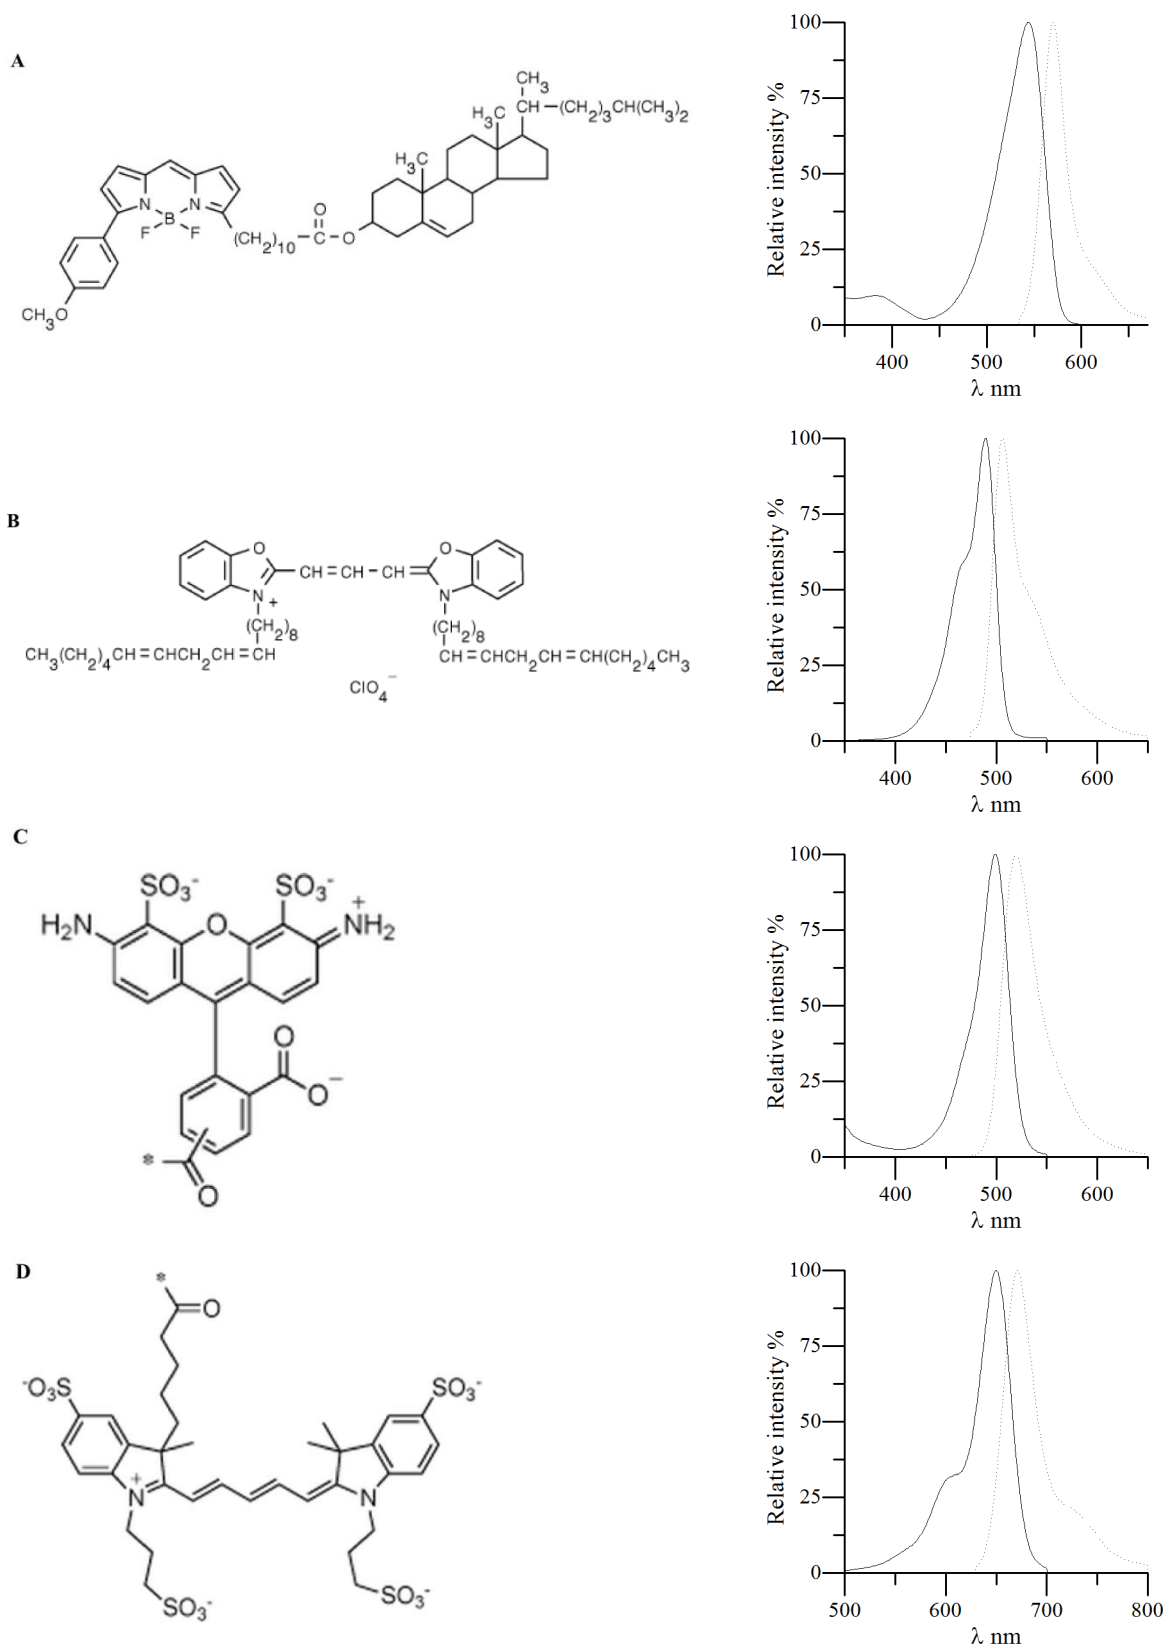 A
CH3
CH–(CH2)3CH(CH3)2
H3C
H3C
N B N
F F
(CH2)10
O
C
O
CH3O
100
75
50
25
0
Relative intensity %
400 500 600
λ nm
B
O O
CH=CH–CH
N +
N
(CH2)8
(CH2)8
CH3(CH2)4CH=CHCH2CH=CH
CH=CHCH2CH=CH(CH2)4CH3
ClO4−
100
75
50
25
0
Relative intensity %
400 500 600
λ nm
C
SO3- SO3-
H2N O +NH2
O
O−
*
O
100
75
50
25
0
Relative intensity %
400 500 600
λ nm
D
*
O
-O3S
SO3-
+
N N
SO3-
SO3-
100
75
50
25
0
Relative intensity %
500 600 700 800
λ nm